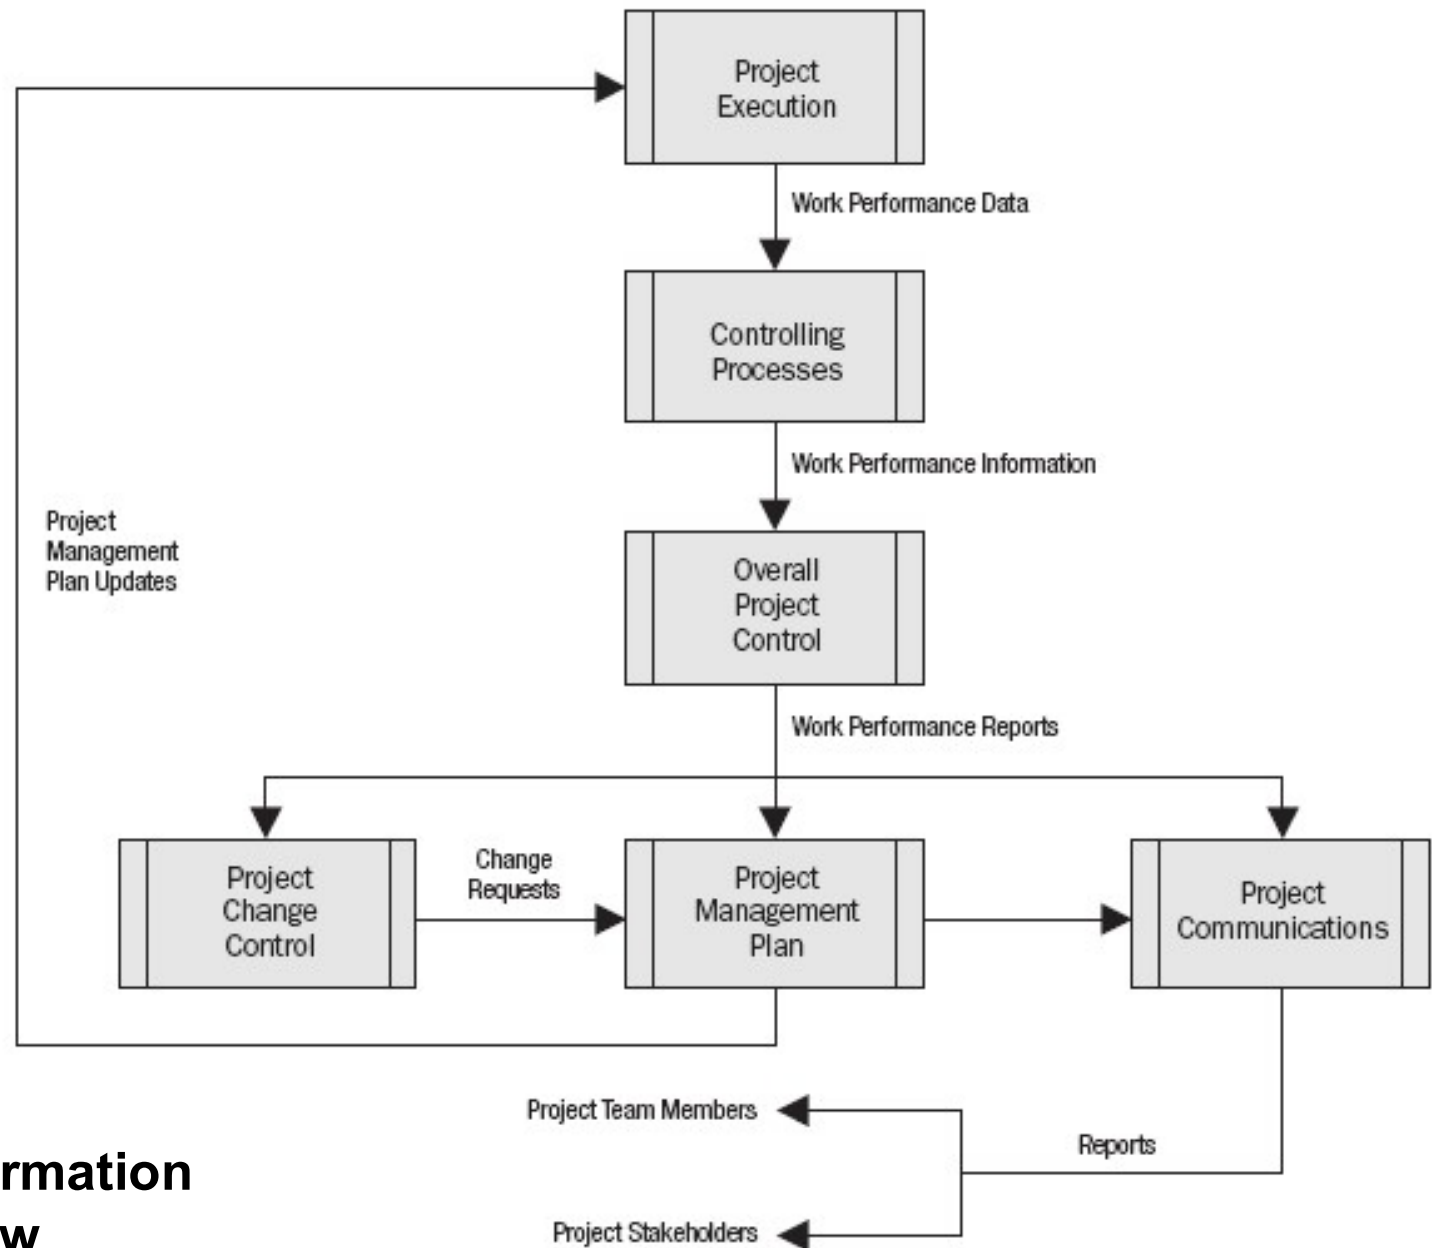 Project
Execution
Work Performance Data
Controlling
Processes
Work Performance Information
Project
Management
Plan Updates
Overall
Project
Control
Work Performance Reports
Project
Change
Control
Change
Requests
Project
Management
Plan
Project
Communications
Project Team Members
Reports
rmation
w
Project Stakeholders